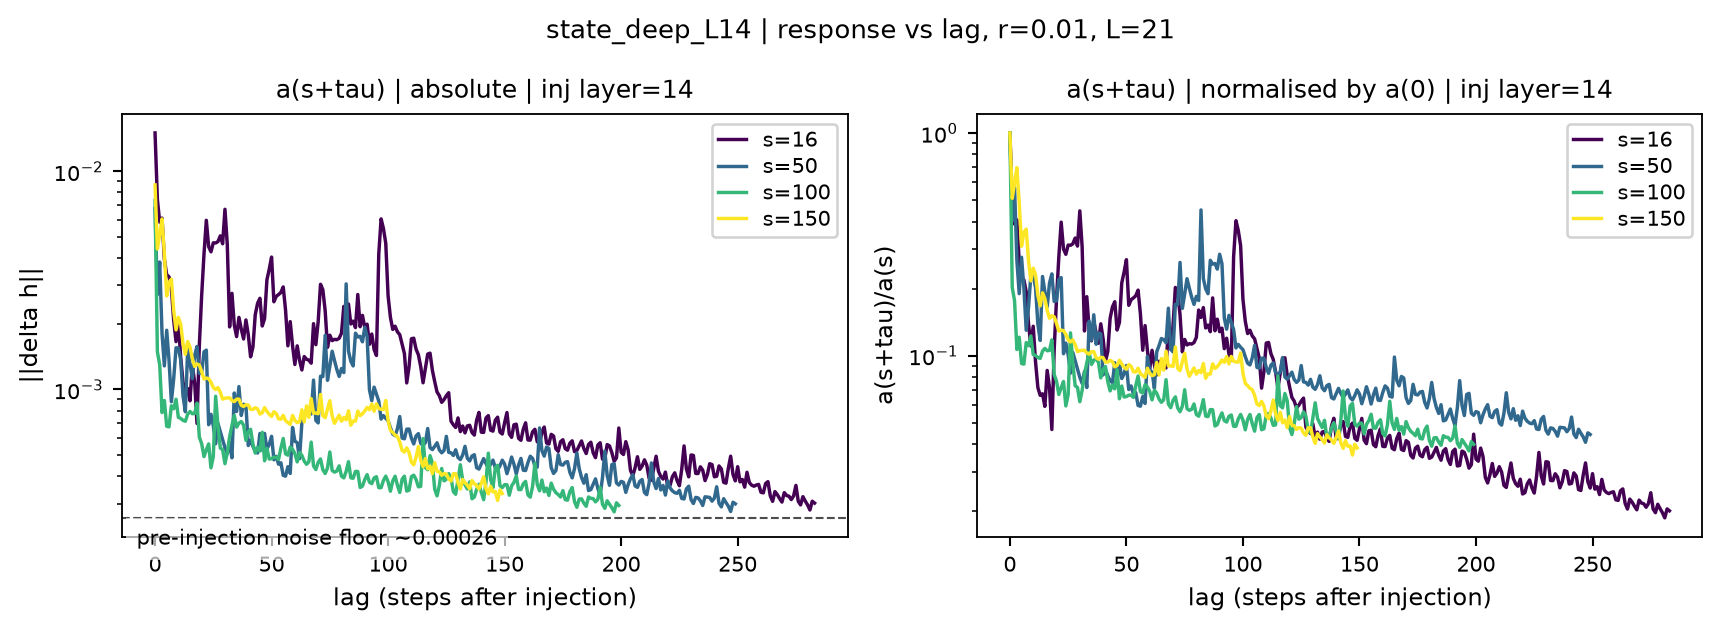 state_deep_L14 | response vs lag, r=0.01, L=21
a(s+tau) | absolute | inj layer=14
||delta h||
10⁻²
10⁻³
s=16
s=50
s=100
s=150
pre-injection noise floor ~0.00026
0 50 100 150 200 250
lag (steps after injection)
a(s+tau) | normalised by a(0) | inj layer=14
a(s+tau)/a(s)
10⁰
10⁻¹
s=16
s=50
s=100
s=150
0 50 100 150 200 250
lag (steps after injection)